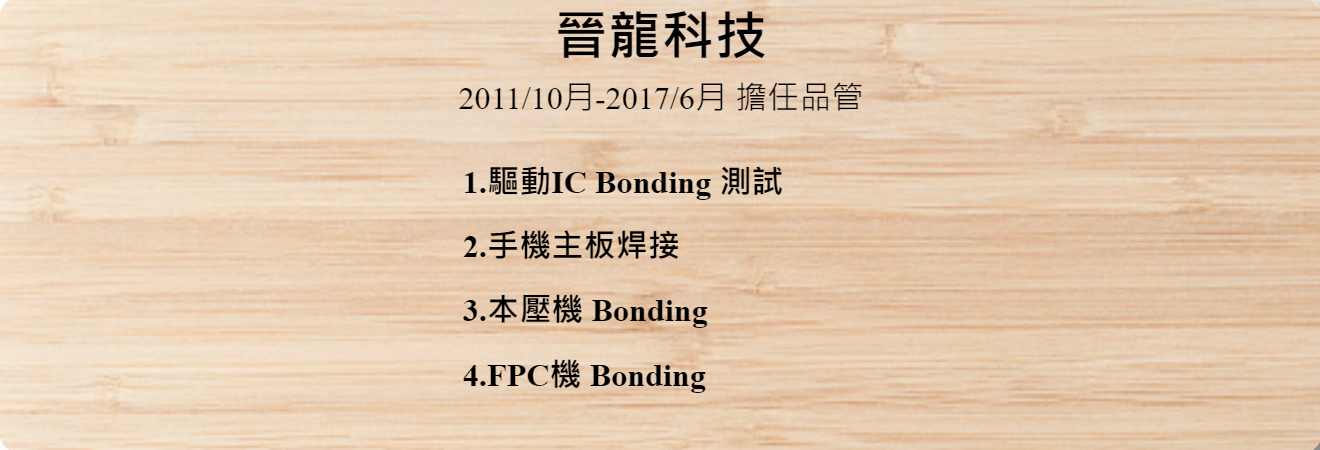 晉龍科技
2011/10月-2017/6月 擔任品管
1.驅動IC Bonding 測試
2.手機主板焊接
3.本壓機 Bonding
4.FPC機 Bonding